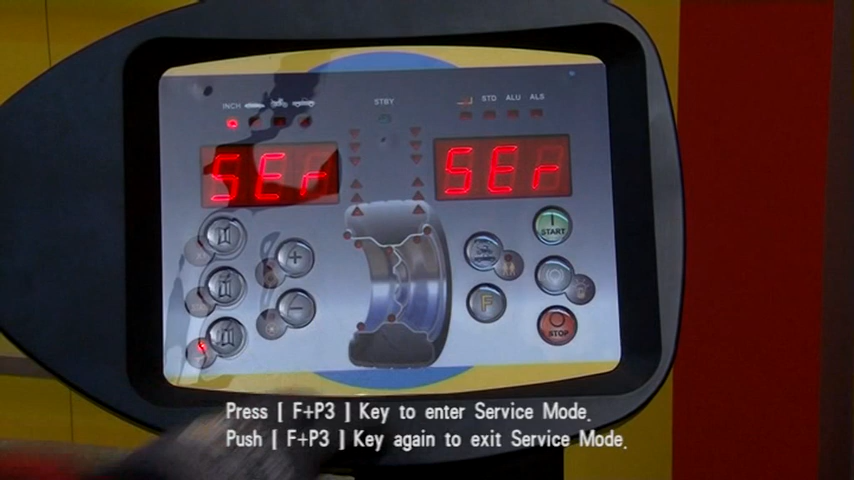 INCH
STBY
STD ALU ALS
SEr SEr
+
START
-
F
STOP
Press [ F+P3 ] Key to enter Service Mode.
Push [ F+P3 ] Key again to exit Service Mode.